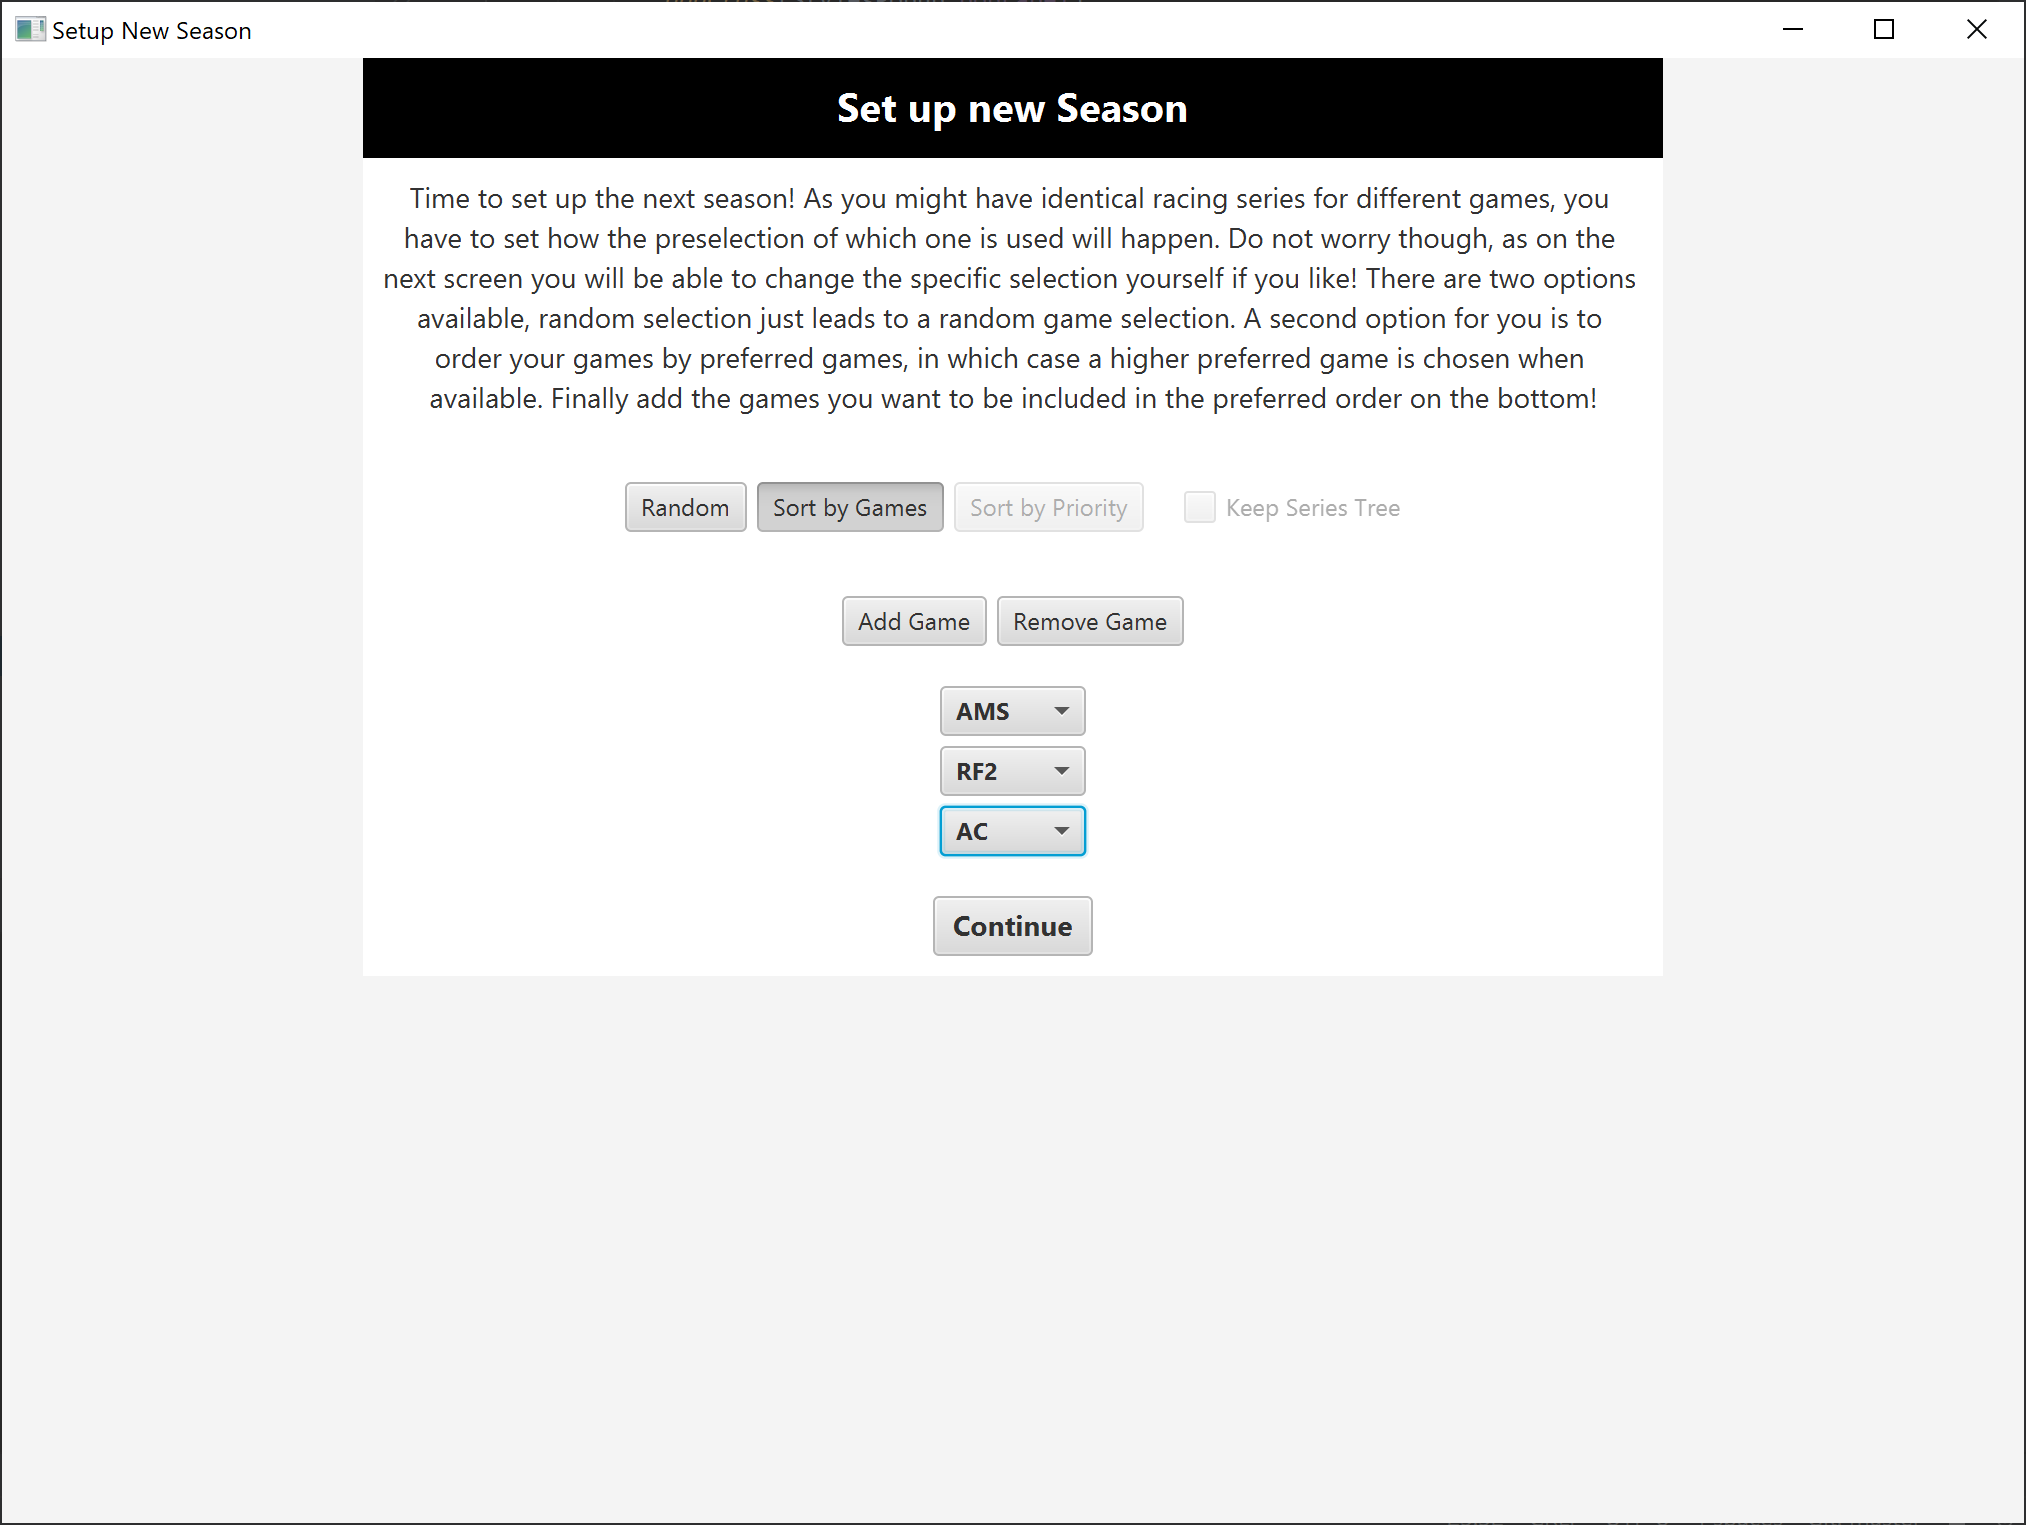 Setup New Season
Set up new Season
Time to set up the next season! As you might have identical racing series for different games, you
have to set how the preselection of which one is used will happen. Do not worry though, as on the
next screen you will be able to change the specific selection yourself if you like! There are two options
available, random selection just leads to a random game selection. A second option for you is to
order your games by preferred games, in which case a higher preferred game is chosen when
available. Finally add the games you want to be included in the preferred order on the bottom!
Random Sort by Games Sort by Priority Keep Series Tree
Add Game Remove Game
AMS
RF2
AC
Continue